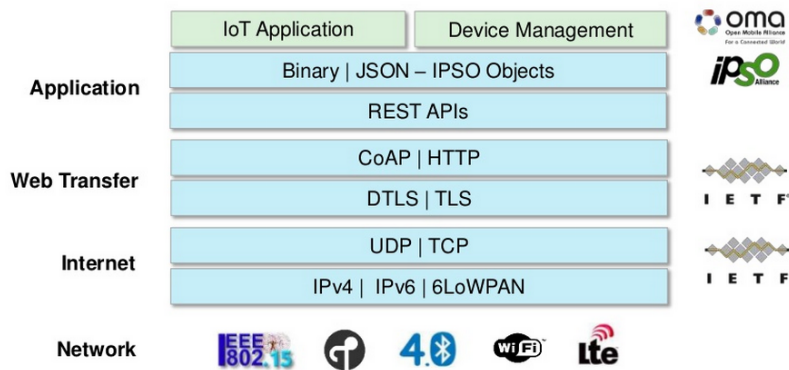 IoT Application
Device Management
oma
Open Mobile Alliance
For a Connected World
Application
Binary | JSON – IPSO Objects
ipso
Alliance
REST APIs
Web Transfer
CoAP | HTTP
DTLS | TLS
IETF®
Internet
UDP | TCP
IPv4 | IPv6 | 6LoWPAN
IETF
Network
IEEE
802.15
4.0
WiFi
Lte